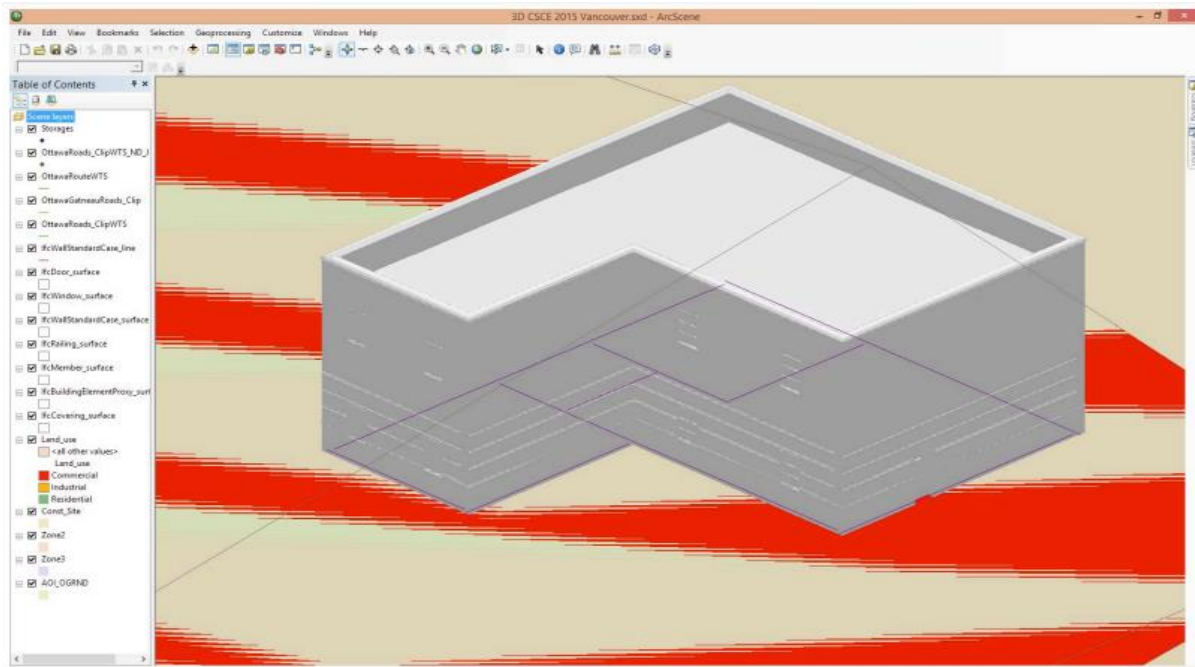 3D CSCE 2015 Vancouver.sxd - ArcScene
File Edit View Bookmarks Selection Geoprocessing Customize Windows Help
Table of Contents
Scene layers
Storages
OttawaRoads_ClipWTS_ND_J
OttawaRouteWTS
OttawaGatneauRoads_Clip
OttawaRoads_ClipWTS
IfcWallStandardCase_line
IfcDoor_surface
IfcWindow_surface
IfcWallStandardCase_surface
IfcRailing_surface
IfcMember_surface
IfcBuildingElementProxy_surf
IfcCovering_surface
Land_use
<all other values>
Land_use
Commercial
Industrial
Residential
Const_Site
Zone2
Zone3
AOI_OGRND